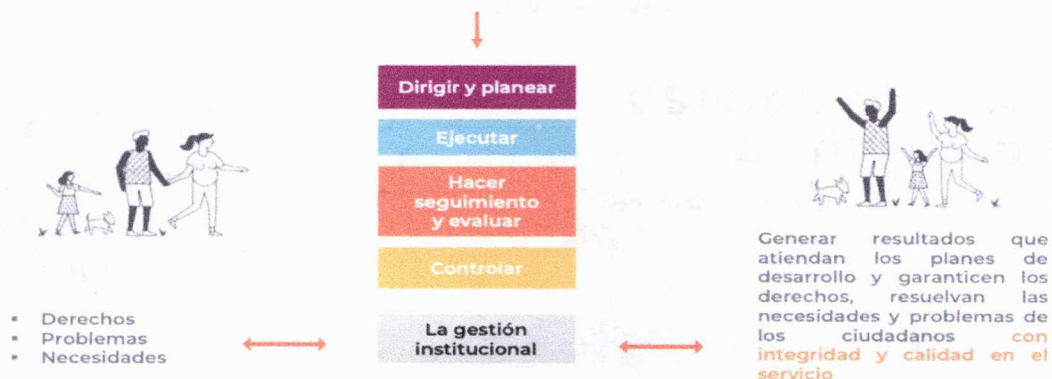 Dirigir y planear
Ejecutar
Hacer
seguimiento
y evaluar
Controlar
▪ Derechos
▪ Problemas
▪ Necesidades
La gestión
institucional
Generar resultados que
atiendan los planes de
desarrollo y garanticen los
derechos, resuelvan las
necesidades y problemas de
los ciudadanos con
integridad y calidad en el
servicio